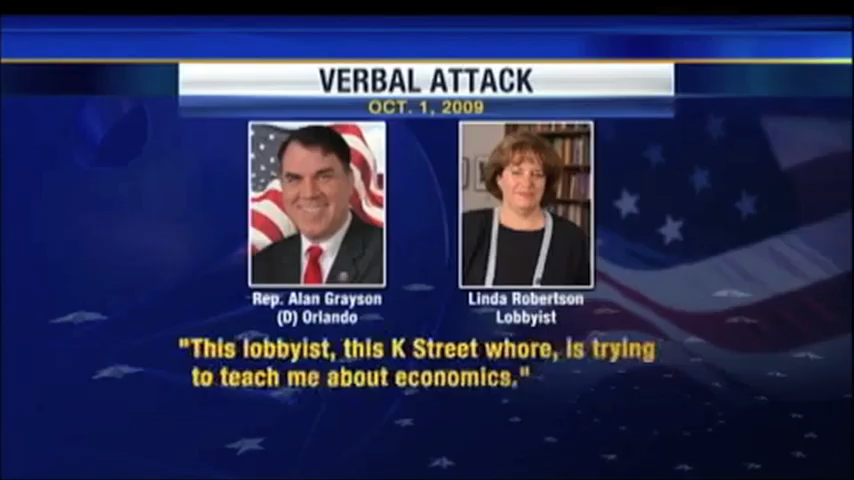 VERBAL ATTACK
OCT. 1, 2009
Rep. Alan Grayson
(D) Orlando
Linda Robertson
Lobbyist
"This lobbyist, this K Street whore, is trying
to teach me about economics."